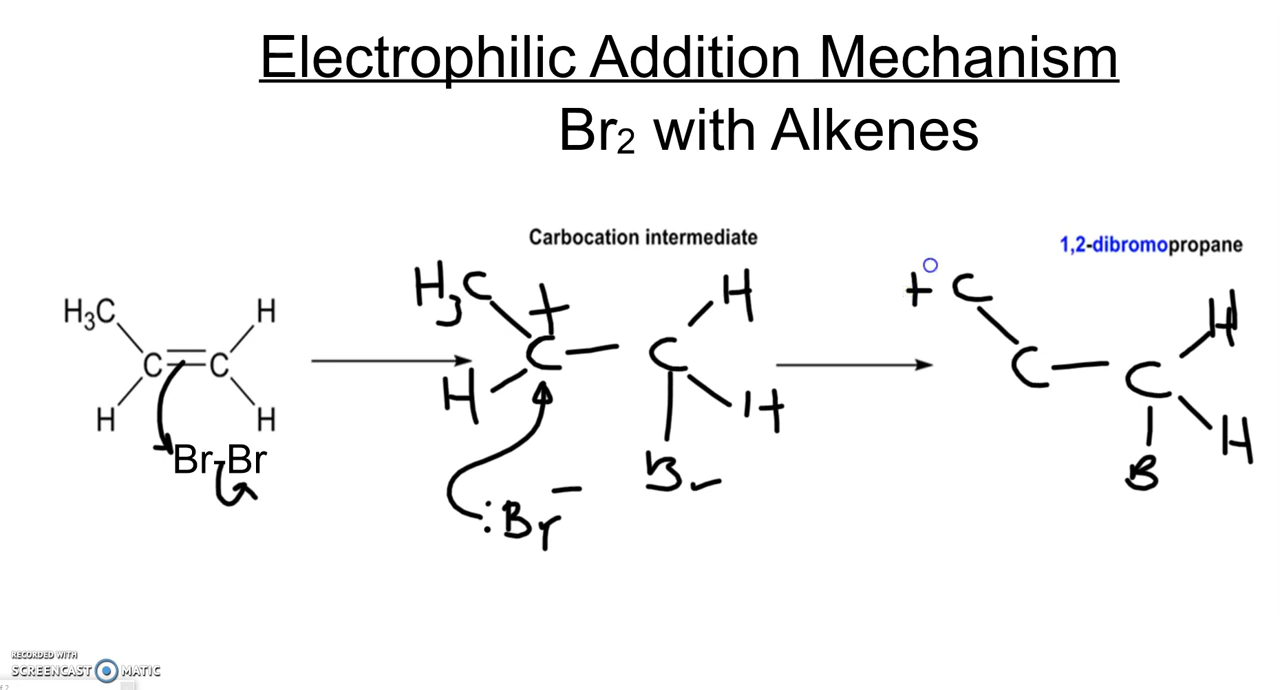 Electrophilic Addition Mechanism
Br₂ with Alkenes
Carbocation intermediate
1,2-dibromopropane
H₃C H
C=C
H H
Br-Br
H₃C + H
C-C
H H
:Br⁻ Br
+C
C-C H
H
B
RECORDED WITH
SCREENCAST MATIC